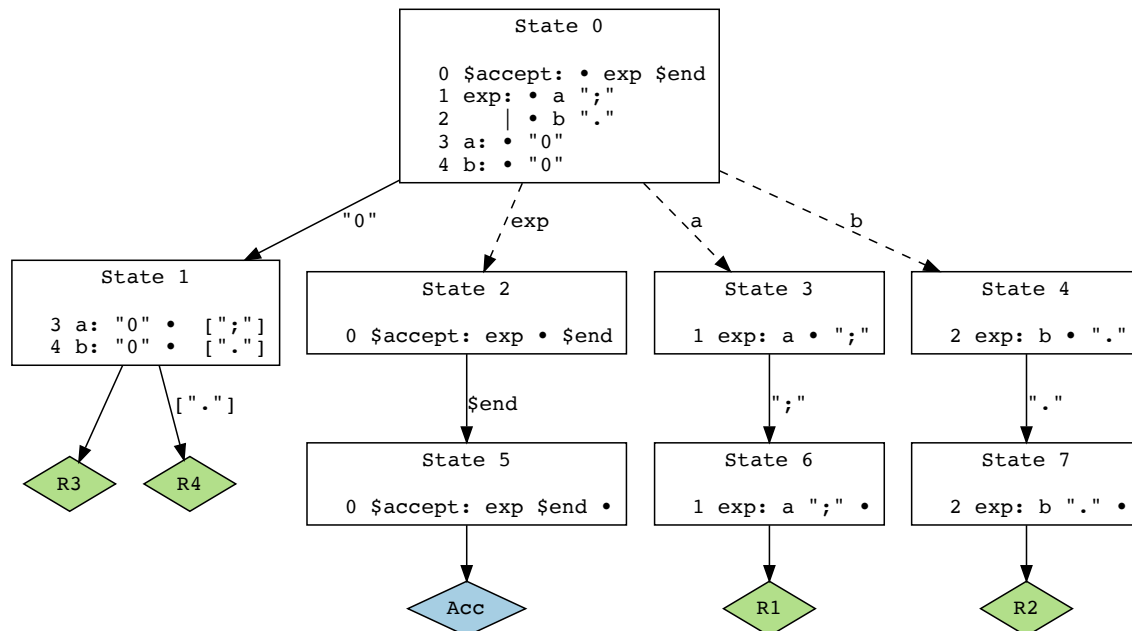 State 0
0 $accept: • exp $end
1 exp: • a ";"
2 | • b "."
3 a: • "0"
4 b: • "0"
"0"
exp
a
b
State 1
3 a: "0" • [";"]
4 b: "0" • ["."]
State 2
0 $accept: exp • $end
State 3
1 exp: a • ";"
State 4
2 exp: b • "."
["."]
$end
";"
"."
R3
R4
State 5
0 $accept: exp $end •
State 6
1 exp: a ";" •
State 7
2 exp: b "." •
Acc
R1
R2